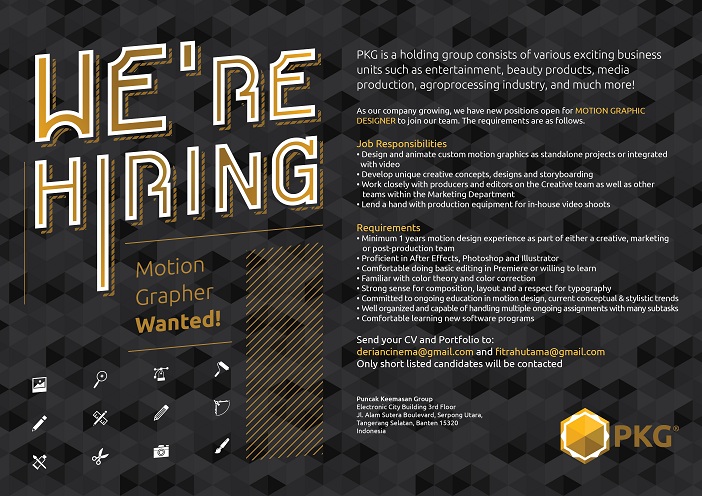 WE'RE
HIRING
Motion
Grapher
Wanted!
PKG is a holding group consists of various exciting business
units such as entertainment, beauty products, media
production, agroprocessing industry, and much more!
As our company growing, we have new positions open for MOTION GRAPHIC
DESIGNER to join our team. The requirements are as follows.
Job Responsibilities
• Design and animate custom motion graphics as standalone projects or integrated
with video
• Develop unique creative concepts, designs and storyboarding
• Work closely with producers and editors on the Creative team as well as other
teams within the Marketing Department
• Lend a hand with production equipment for in-house video shoots
Requirements
• Minimum 1 years motion design experience as part of either a creative, marketing
or post-production team
• Proficient in After Effects, Photoshop and Illustrator
• Comfortable doing basic editing in Premiere or willing to learn
• Familiar with color theory and color correction
• Strong sense for composition, layout and a respect for typography
• Committed to ongoing education in motion design, current conceptual & stylistic trends
• Well organized and capable of handling multiple ongoing assignments with many subtasks
• Comfortable learning new software programs
Send your CV and Portfolio to:
deriancinema@gmail.com and fitrahutama@gmail.com
Only short listed candidates will be contacted
Puncak Keemasan Group
Electronic City Building 3rd Floor
Jl. Alam Sutera Boulevard, Serpong Utara,
Tangerang Selatan, Banten 15320
Indonesia
PKG®